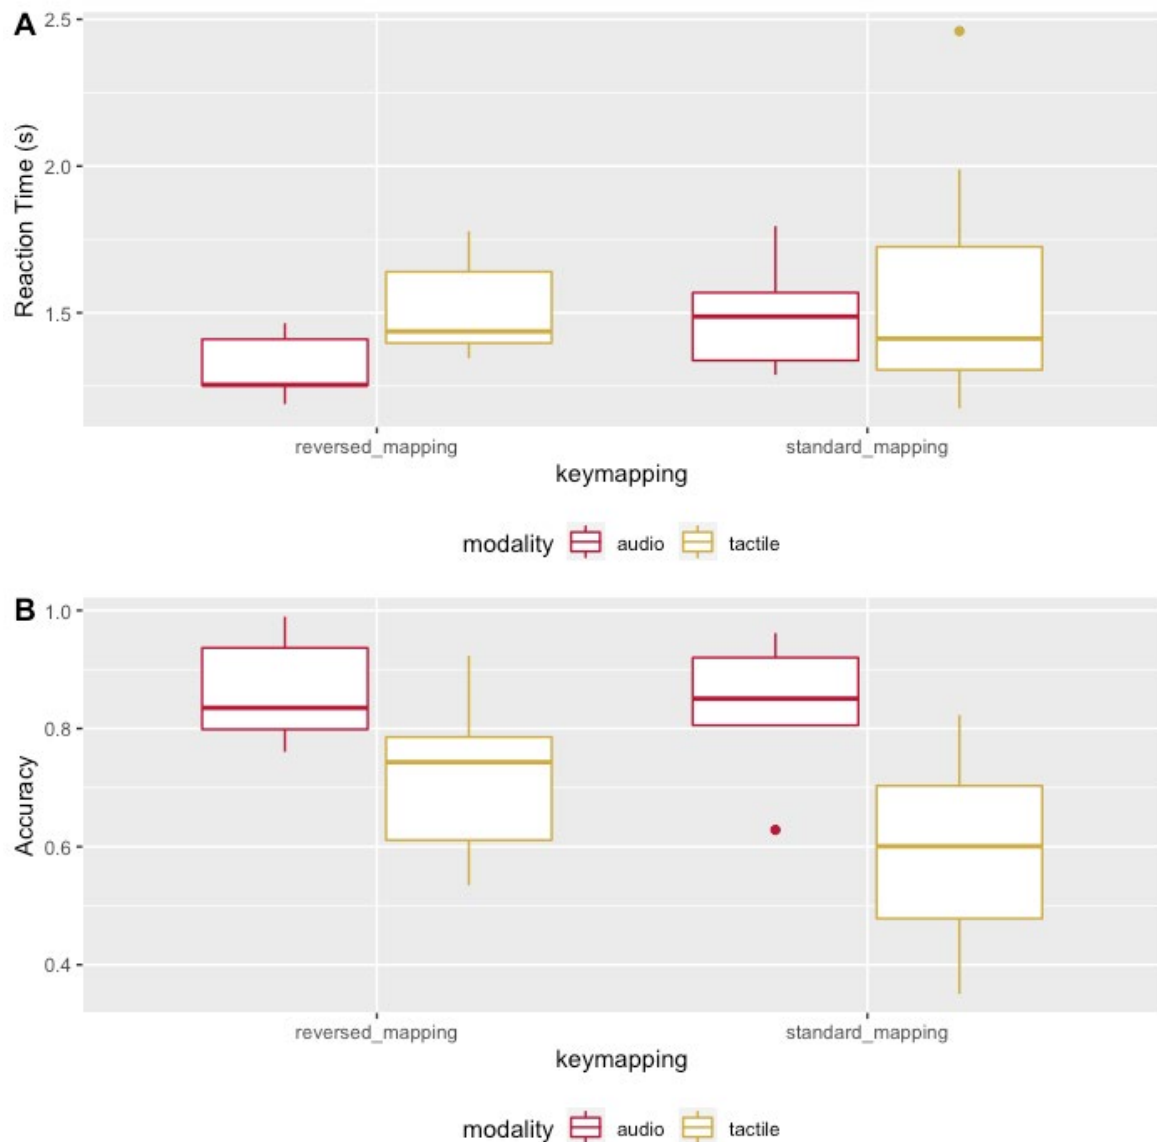 A
2.5
2.0
1.5
Reaction Time (s)
reversed_mapping standard_mapping
keymapping
modality audio tactile
B
1.0
0.8
0.6
0.4
Accuracy
reversed_mapping standard_mapping
keymapping
modality audio tactile